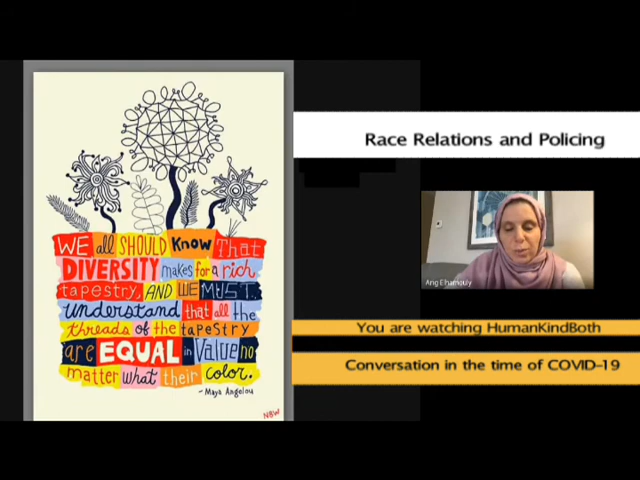 WE all SHOULD Know That
DIVERSITY makes for a rich
tapestry, AND WE MUST
understand that all the
threads of the tapestry
are EQUAL in Value no
matter what their color.
~ Maya Angelou
NBW
Race Relations and Policing
Ang Elhamouly
You are watching HumanKindBoth
Conversation in the time of COVID-19